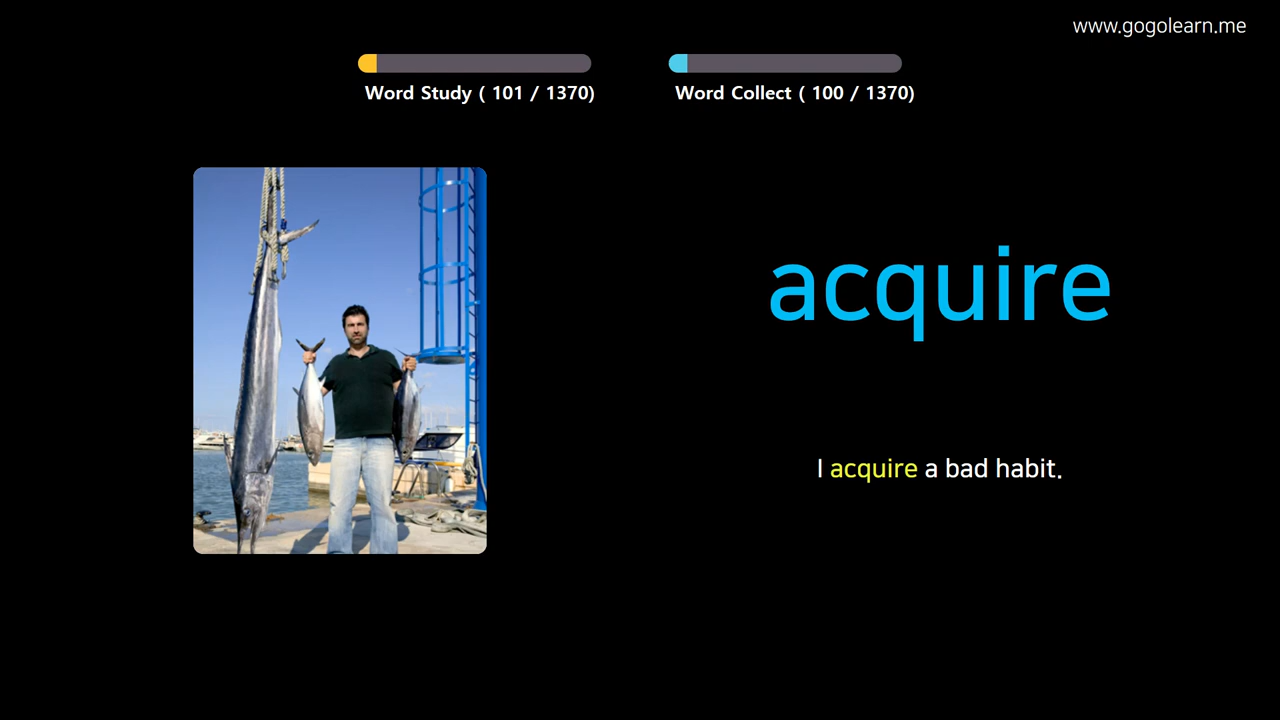 www.gogolearn.me
Word Study ( 101 / 1370)
Word Collect ( 100 / 1370)
acquire
I acquire a bad habit.